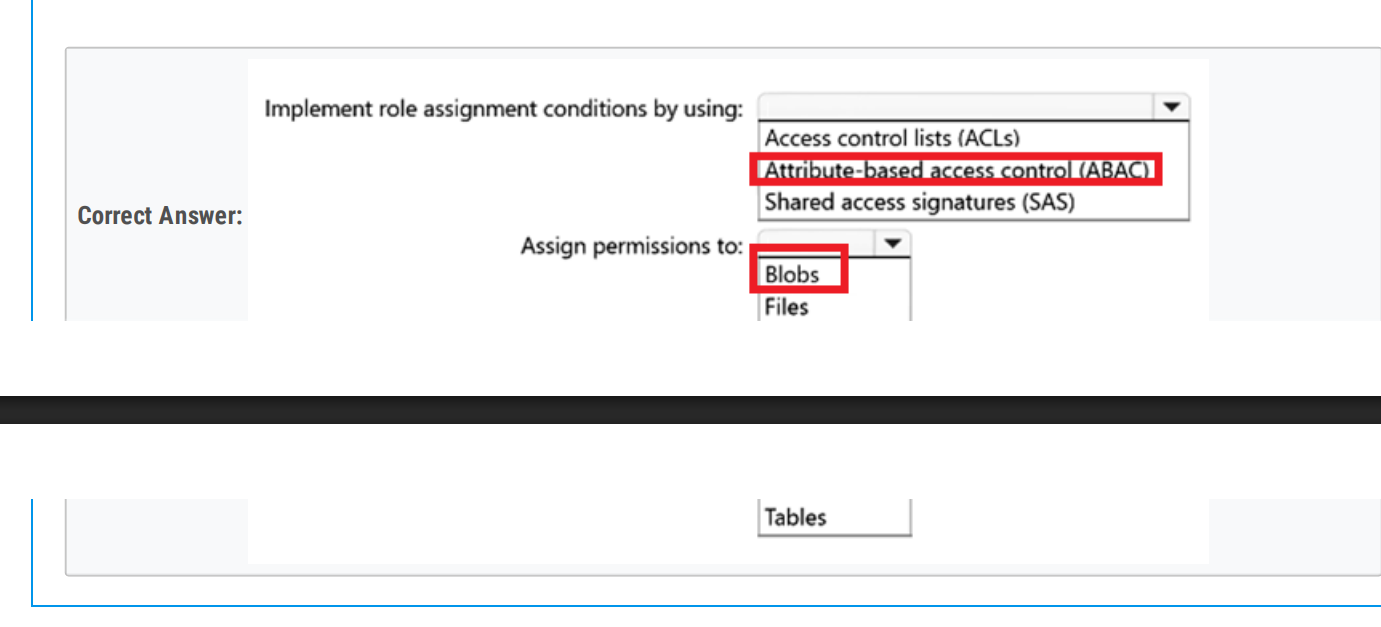 Implement role assignment conditions by using:
Access control lists (ACLs)
Attribute-based access control (ABAC)
Shared access signatures (SAS)
Correct Answer:
Assign permissions to:
Blobs
Files
Tables